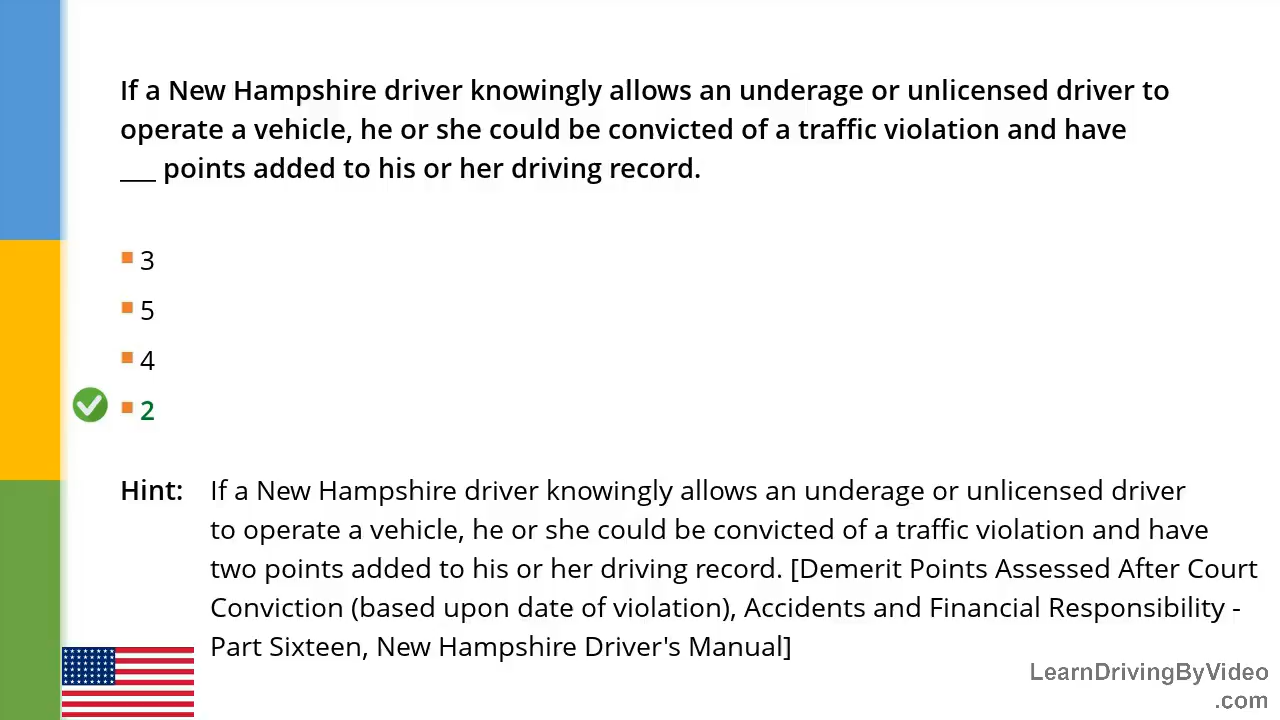 If a New Hampshire driver knowingly allows an underage or unlicensed driver to
operate a vehicle, he or she could be convicted of a traffic violation and have
___ points added to his or her driving record.
3
5
4
2
Hint: If a New Hampshire driver knowingly allows an underage or unlicensed driver
to operate a vehicle, he or she could be convicted of a traffic violation and have
two points added to his or her driving record. [Demerit Points Assessed After Court
Conviction (based upon date of violation), Accidents and Financial Responsibility -
Part Sixteen, New Hampshire Driver's Manual]
LearnDrivingByVideo
.com